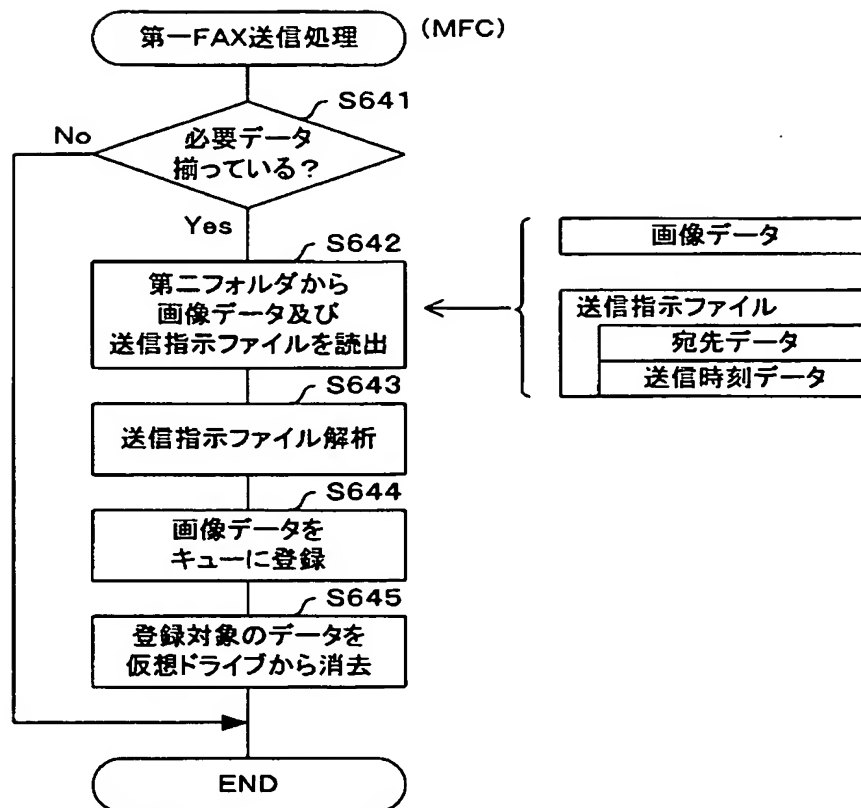 第一FAX送信処理
(MFC)
S641
No
必要データ
揃っている？
Yes
S642
第二フォルダから
画像データ及び
送信指示ファイルを読出
画像データ
送信指示ファイル
宛先データ
送信時刻データ
S643
送信指示ファイル解析
S644
画像データを
キューに登録
S645
登録対象のデータを
仮想ドライブから消去
END